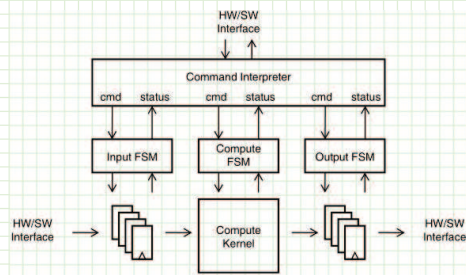 HW/SW
Interface
Command Interpreter
cmd status cmd status cmd status
Input FSM
Compute
FSM
Output FSM
HW/SW
Interface
Compute
Kernel
HW/SW
Interface